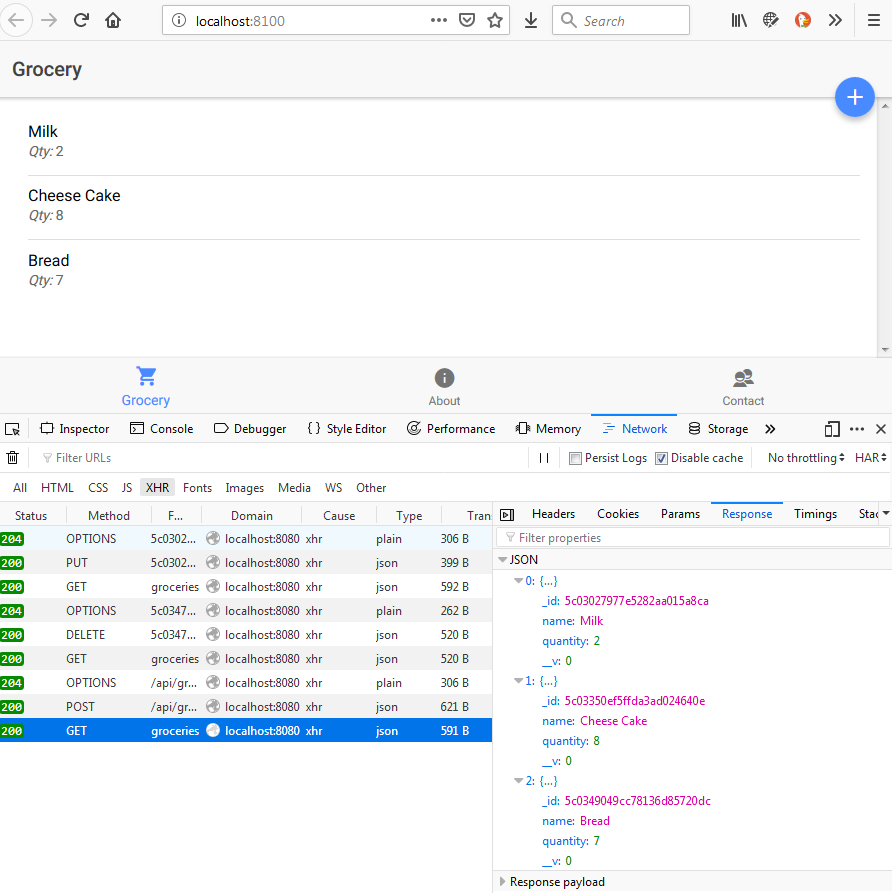 localhost:8100
Search
Grocery
Milk
Qty: 2
Cheese Cake
Qty: 8
Bread
Qty: 7
Grocery
About
Contact
Inspector Console Debugger Style Editor Performance Memory Network Storage
Filter URLs Persist Logs Disable cache No throttling HAR
All HTML CSS JS XHR Fonts Images Media WS Other
Status Method F... Domain Cause Type Tran
Headers Cookies Params Response Timings Stac
204 OPTIONS 5c0302... localhost:8080 xhr plain 306 B
200 PUT 5c0302... localhost:8080 xhr json 399 B
200 GET groceries localhost:8080 xhr json 592 B
204 OPTIONS 5c0347... localhost:8080 xhr plain 262 B
200 DELETE 5c0347... localhost:8080 xhr json 520 B
200 GET groceries localhost:8080 xhr json 520 B
204 OPTIONS /api/gr... localhost:8080 xhr plain 306 B
200 POST /api/gr... localhost:8080 xhr json 621 B
200 GET groceries localhost:8080 xhr json 591 B
Filter properties
JSON
0: {...}
_id: 5c03027977e5282aa015a8ca
name: Milk
quantity: 2
__v: 0
1: {...}
_id: 5c03350ef5ffda3ad024640e
name: Cheese Cake
quantity: 8
__v: 0
2: {...}
_id: 5c0349049cc78136d85720dc
name: Bread
quantity: 7
__v: 0
Response payload